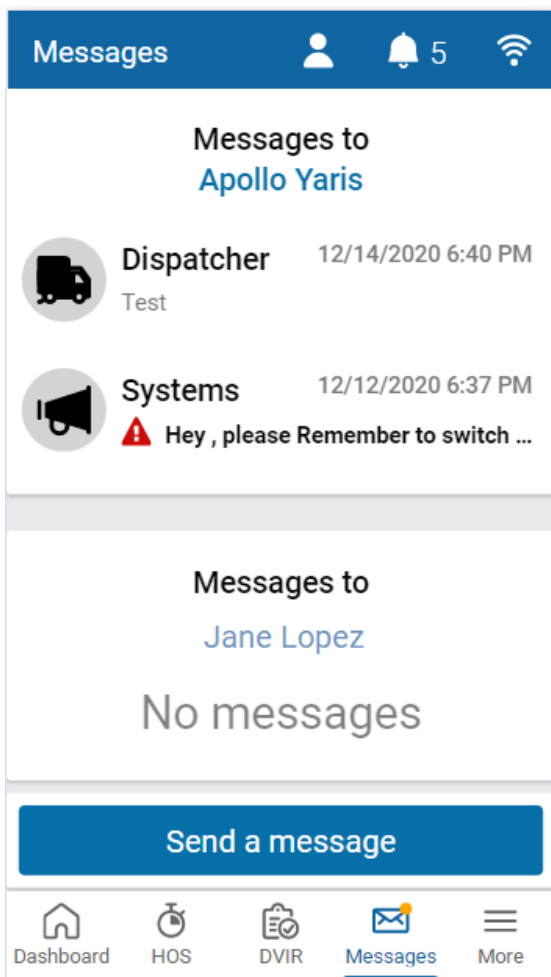 Messages 5
Messages to
Apollo Yaris
Dispatcher 12/14/2020 6:40 PM
Test
Systems 12/12/2020 6:37 PM
Hey , please Remember to switch ...
Messages to
Jane Lopez
No messages
Send a message
Dashboard HOS DVIR Messages More